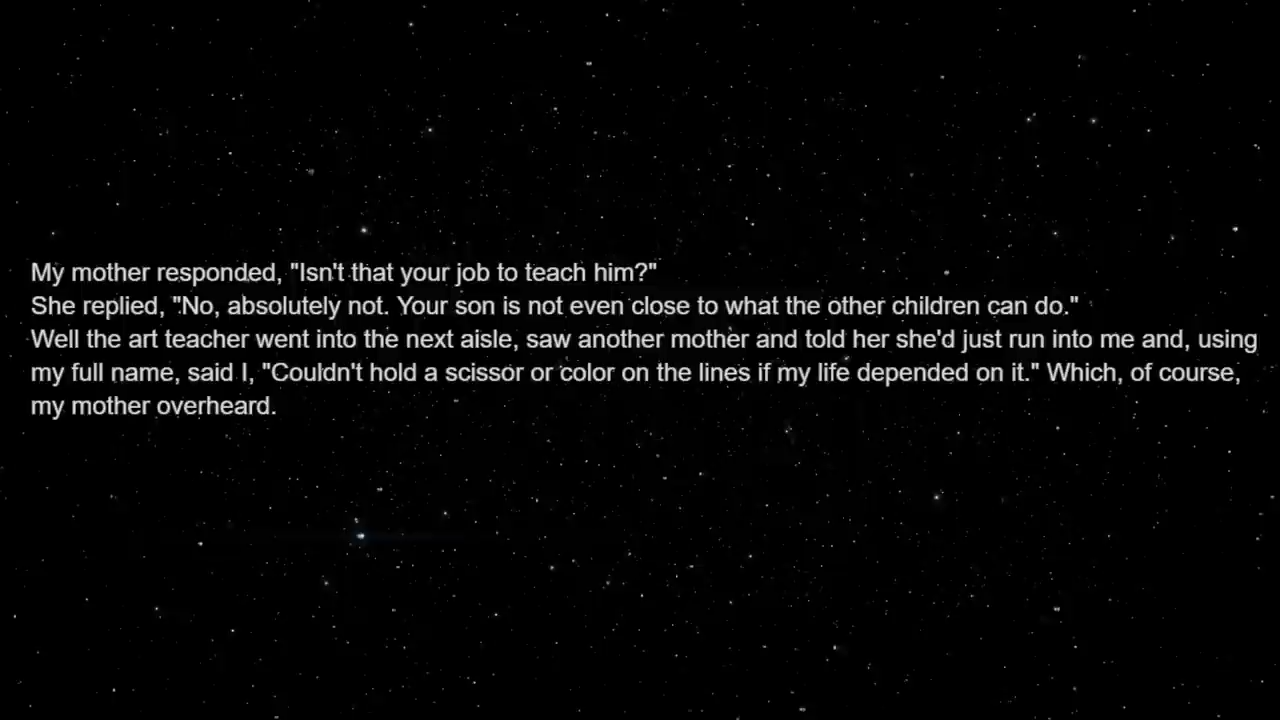 My mother responded, "Isn't that your job to teach him?"
She replied, "No, absolutely not. Your son is not even close to what the other children can do."
Well the art teacher went into the next aisle, saw another mother and told her she'd just run into me and, using
my full name, said I, "Couldn't hold a scissor or color on the lines if my life depended on it." Which, of course,
my mother overheard.